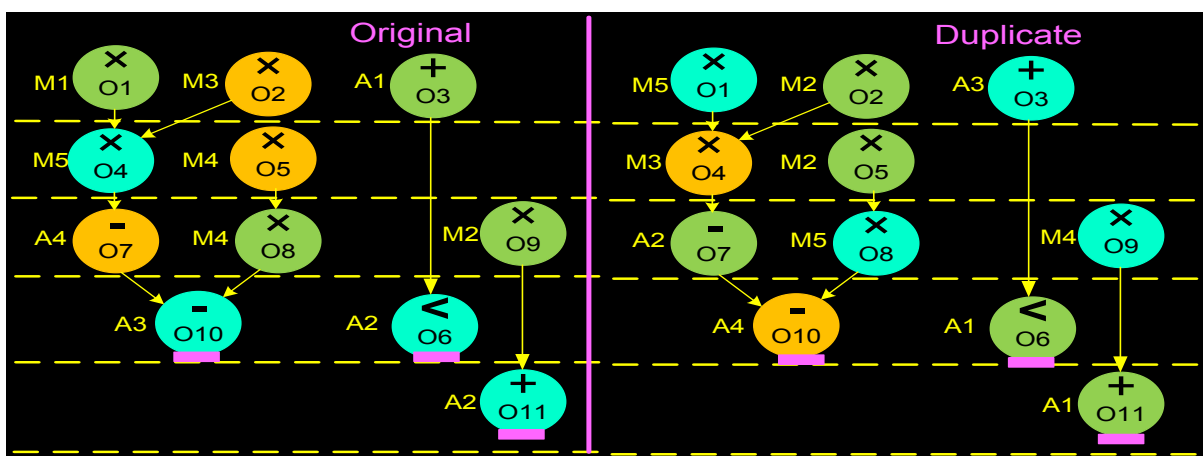 Original
Duplicate
M1 × O1
M3 × O2
A1 + O3
M5 × O4
M4 × O5
A4 - O7
M4 × O8
M2 × O9
A3 - O10
A2 < O6
A2 + O11
M5 × O1
M2 × O2
A3 + O3
M3 × O4
M2 × O5
A2 - O7
M5 × O8
M4 × O9
A4 - O10
A1 < O6
A1 + O11